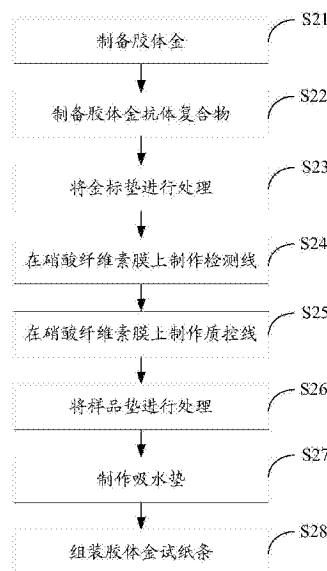 S21
制备胶体金
S22
制备胶体金抗体复合物
S23
将金标垫进行处理
S24
在硝酸纤维素膜上制作检测线
S25
在硝酸纤维素膜上制作质控线
S26
将样品垫进行处理
S27
制作吸水垫
S28
组装胶体金试纸条